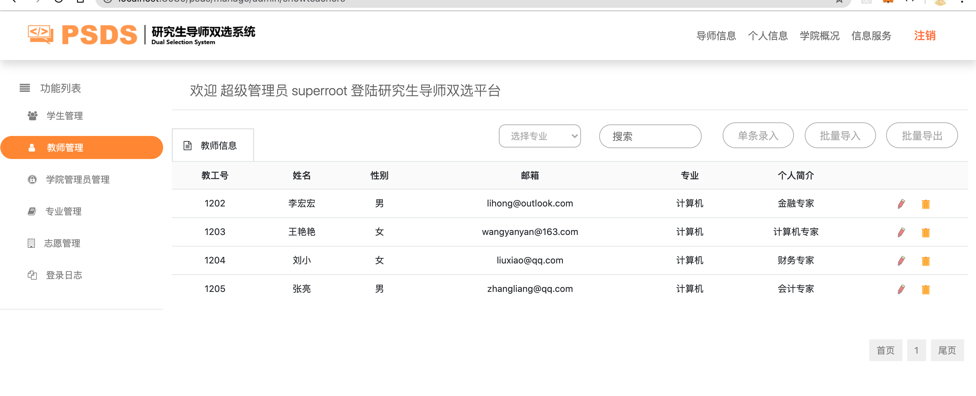 PSDS 研究生导师双选系统
Dual Selection System
导师信息 个人信息 学院概况 信息服务 注销
功能列表
欢迎 超级管理员 superroot 登陆研究生导师双选平台
学生管理
教师管理
学院管理员管理
专业管理
志愿管理
登录日志
教师信息 选择专业 搜索 单条录入 批量导入 批量导出
教工号 姓名 性别 邮箱 专业 个人简介
1202 李宏宏 男 lihong@outlook.com 计算机 金融专家
1203 王艳艳 女 wangyanyan@163.com 计算机 计算机专家
1204 刘小 女 liuxiao@qq.com 计算机 财务专家
1205 张亮 男 zhangliang@qq.com 计算机 会计专家
首页 1 尾页